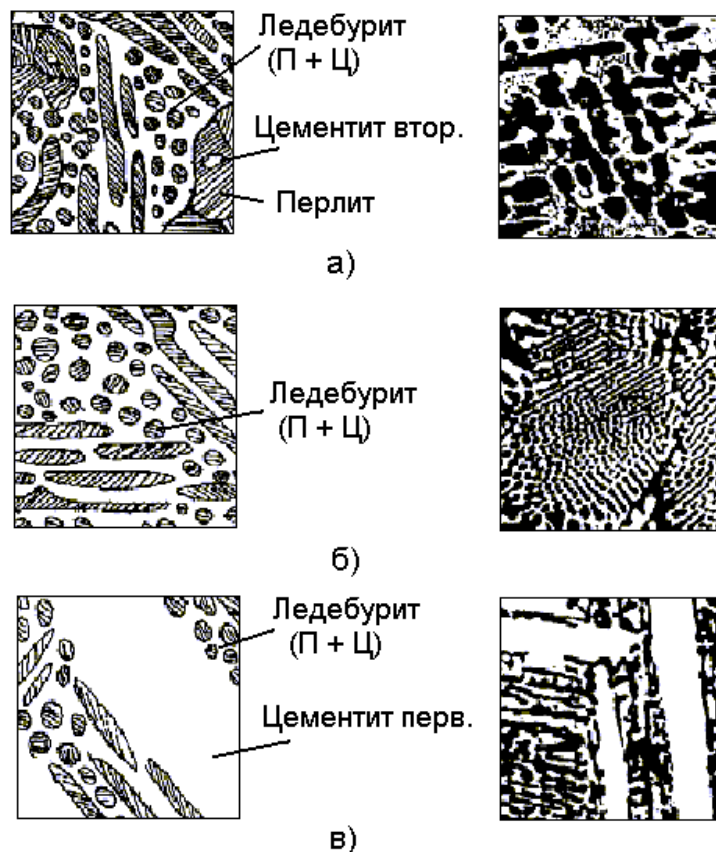 Ледебурит
(П + Ц)
Цементит втор.
Перлит
а)
Ледебурит
(П + Ц)
б)
Ледебурит
(П + Ц)
Цементит перв.
в)